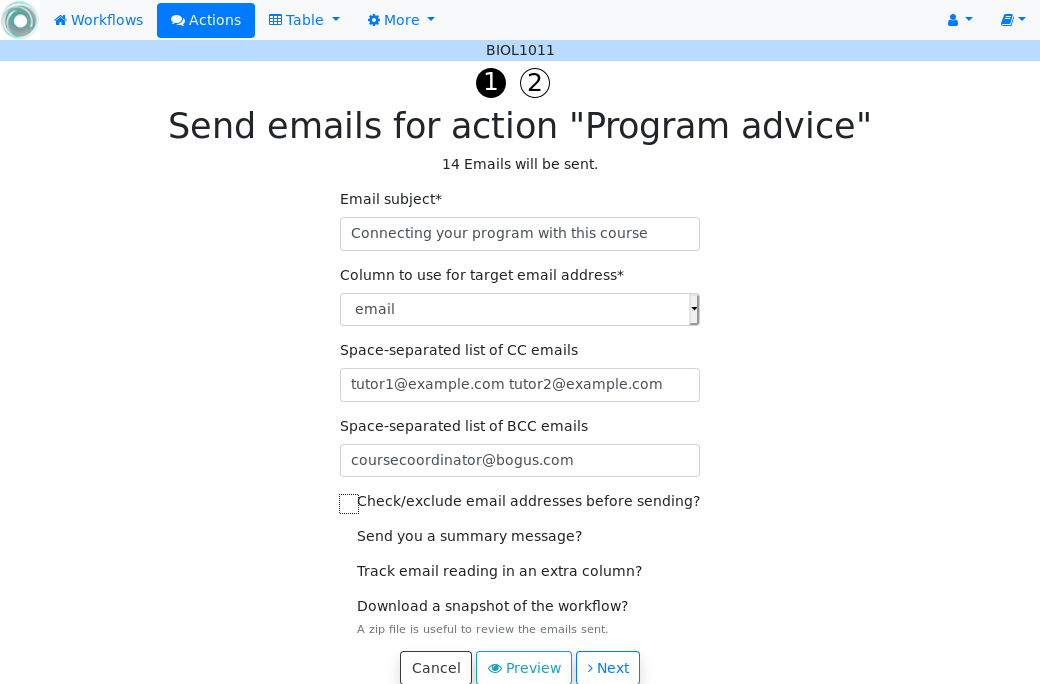 Workflows Actions Table More
BIOL1011
1 2
Send emails for action "Program advice"
14 Emails will be sent.
Email subject*
Connecting your program with this course
Column to use for target email address*
email
Space-separated list of CC emails
tutor1@example.com tutor2@example.com
Space-separated list of BCC emails
coursecoordinator@bogus.com
Check/exclude email addresses before sending?
Send you a summary message?
Track email reading in an extra column?
Download a snapshot of the workflow?
A zip file is useful to review the emails sent.
Cancel Preview Next